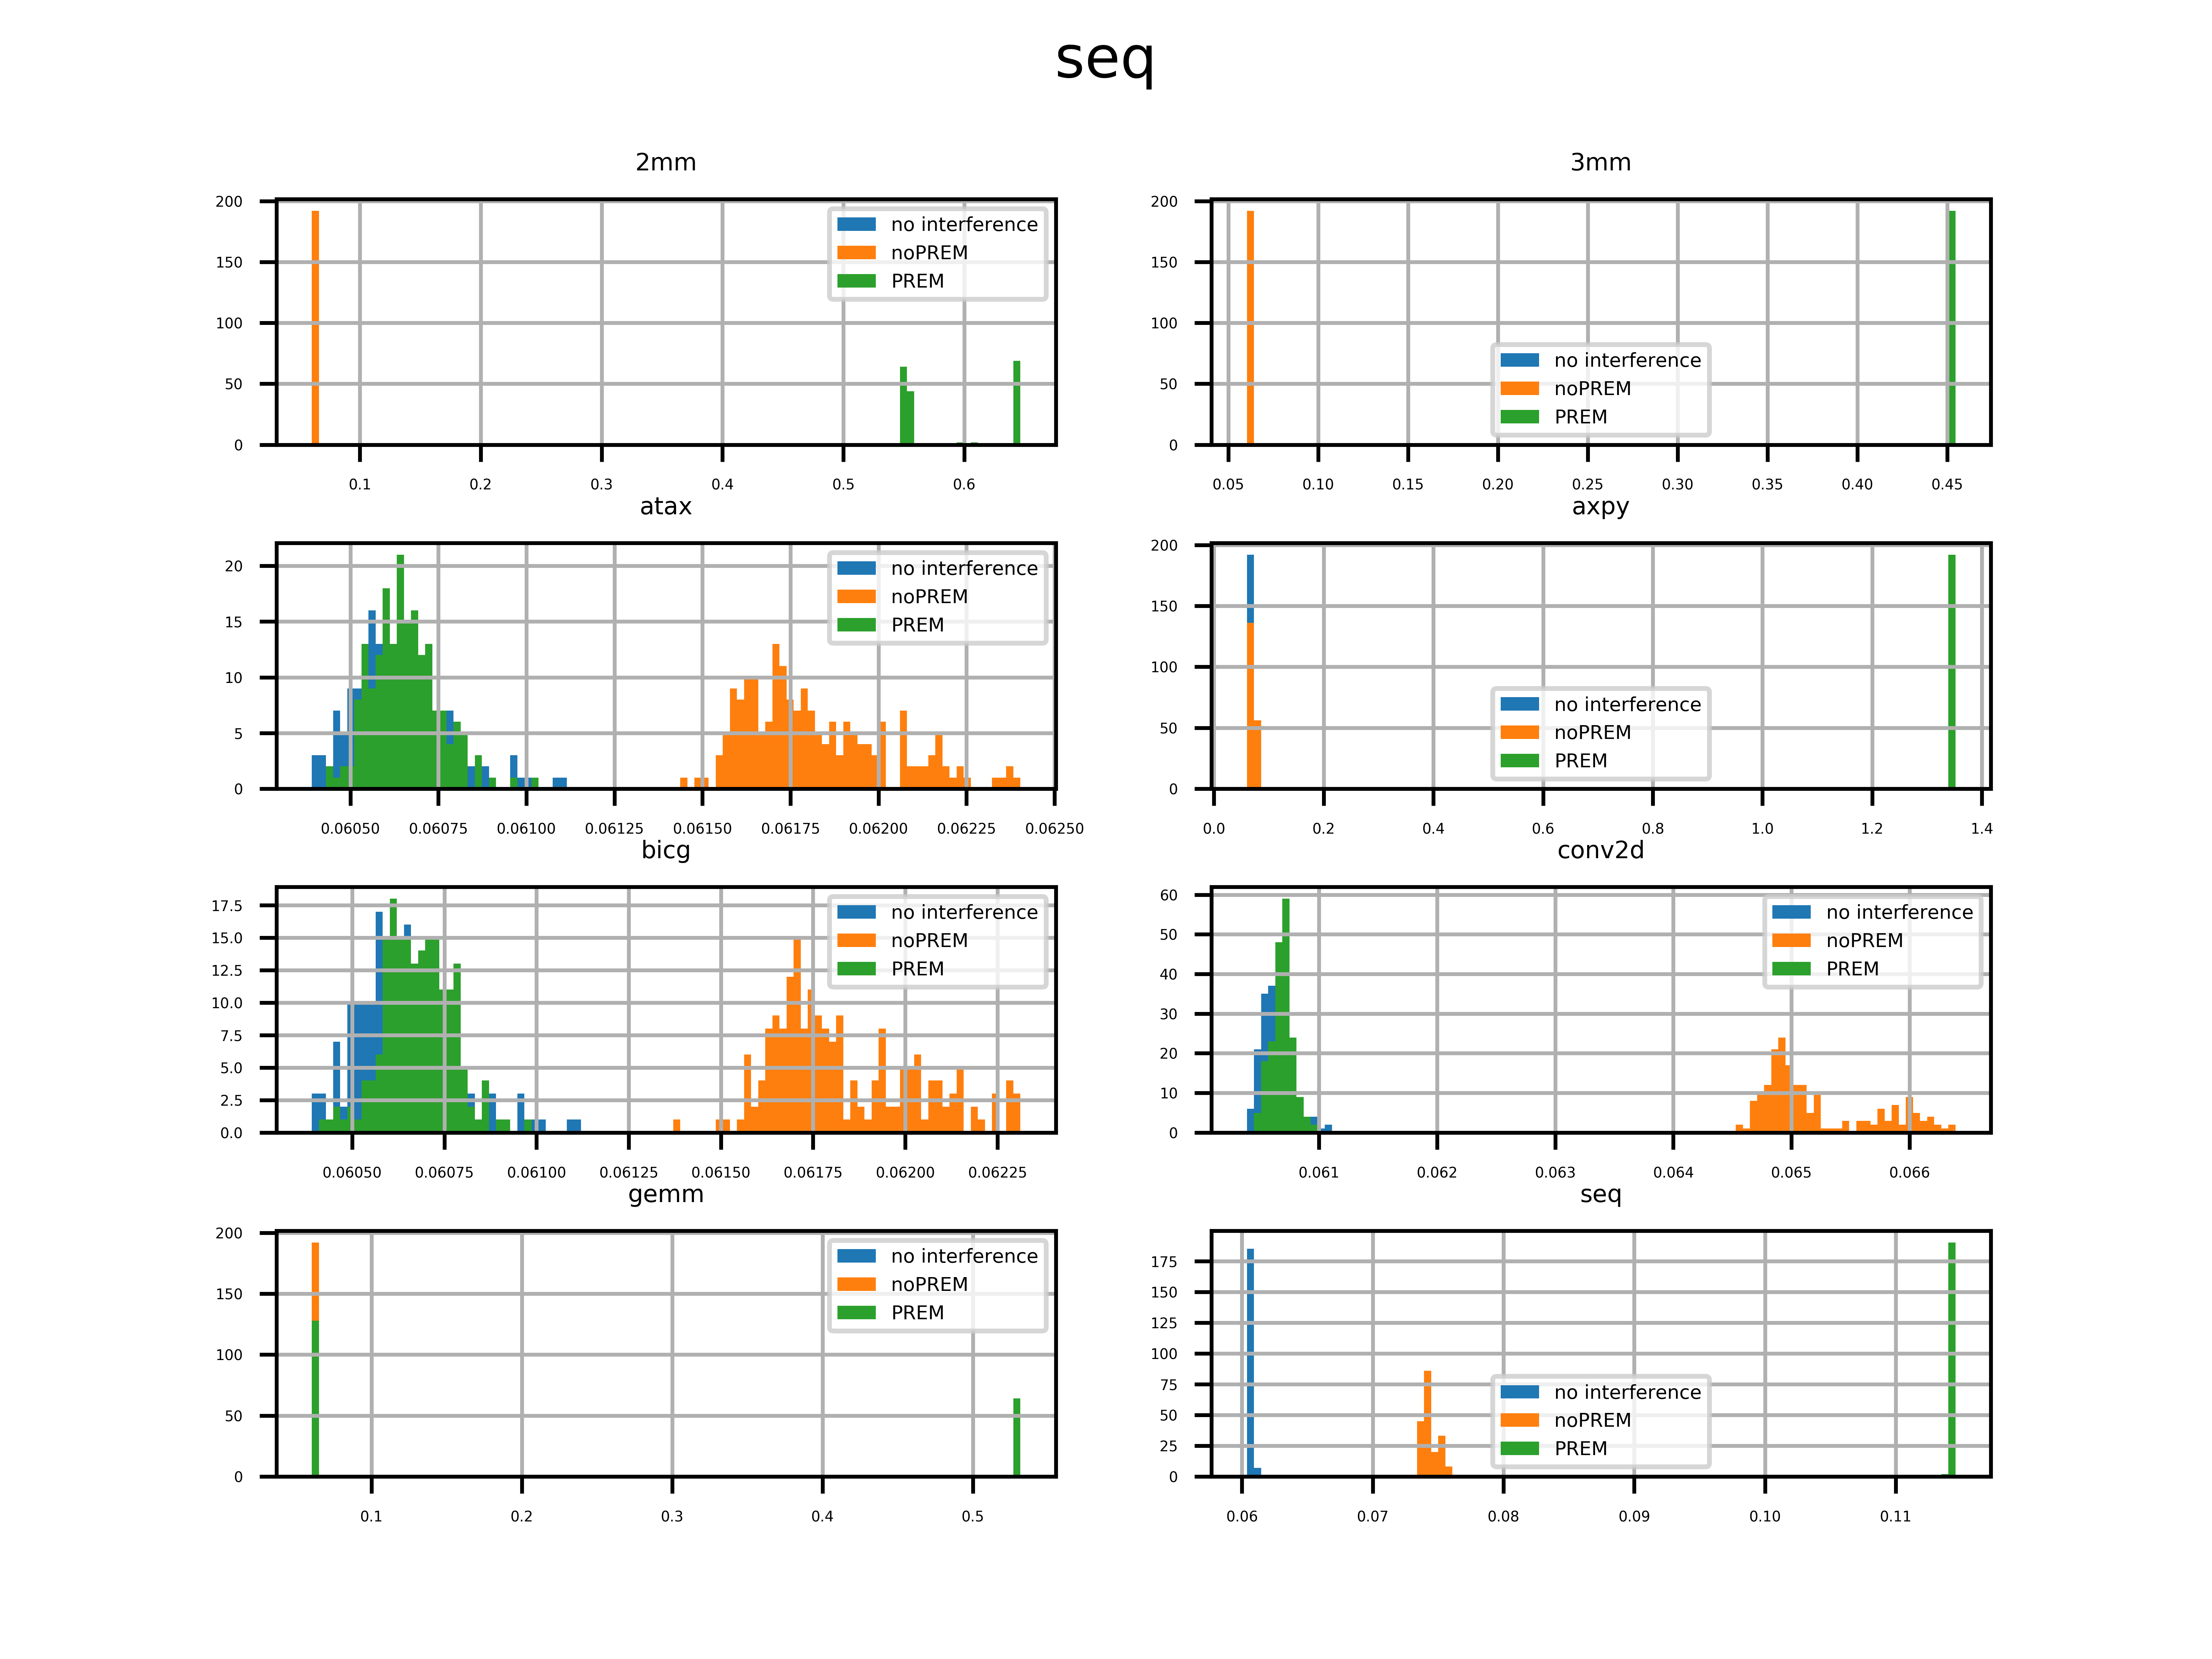 seq
2mm
200
150
100
50
0
no interference
noPREM
PREM
0.1 0.2 0.3 0.4 0.5 0.6
3mm
200
150
100
50
0
no interference
noPREM
PREM
0.05 0.10 0.15 0.20 0.25 0.30 0.35 0.40 0.45
atax
20
15
10
5
0
no interference
noPREM
PREM
0.06050 0.06075 0.06100 0.06125 0.06150 0.06175 0.06200 0.06225 0.06250
axpy
200
150
100
50
0
no interference
noPREM
PREM
0.0 0.2 0.4 0.6 0.8 1.0 1.2 1.4
bicg
17.5
15.0
12.5
10.0
7.5
5.0
2.5
0.0
no interference
noPREM
PREM
0.06050 0.06075 0.06100 0.06125 0.06150 0.06175 0.06200 0.06225
conv2d
60
50
40
30
20
10
0
no interference
noPREM
PREM
0.061 0.062 0.063 0.064 0.065 0.066
gemm
200
150
100
50
0
no interference
noPREM
PREM
0.1 0.2 0.3 0.4 0.5
seq
175
150
125
100
75
50
25
0
no interference
noPREM
PREM
0.06 0.07 0.08 0.09 0.10 0.11